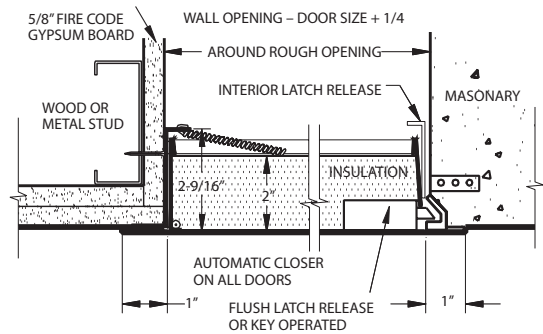 5/8" FIRE CODE
GYPSUM BOARD
WALL OPENING – DOOR SIZE + 1/4
AROUND ROUGH OPENING
INTERIOR LATCH RELEASE
MASONARY
WOOD OR
METAL STUD
INSULATION
2-9/16"
2"
AUTOMATIC CLOSER
ON ALL DOORS
1"
1"
FLUSH LATCH RELEASE
OR KEY OPERATED